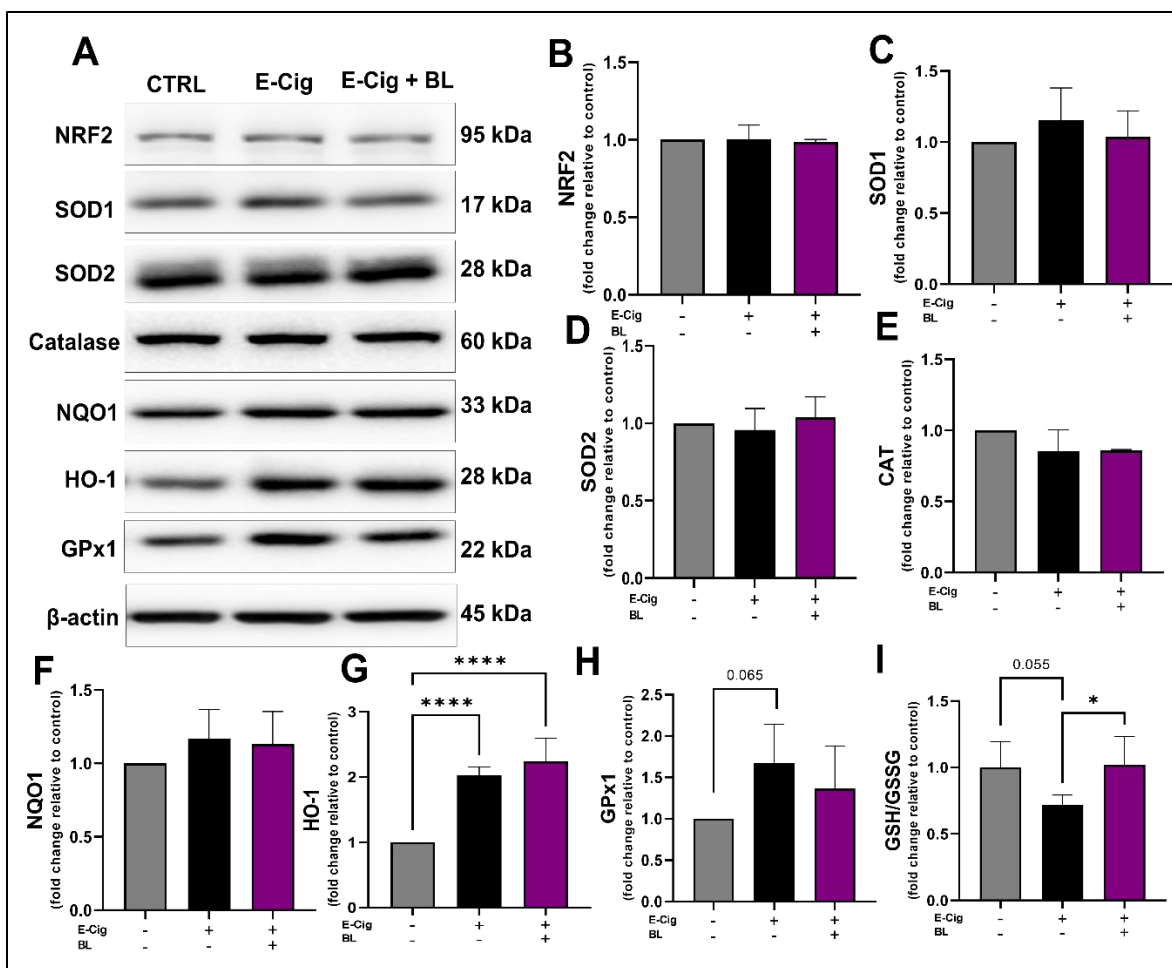 A
CTRL E-Cig E-Cig + BL
NRF2 95 kDa
SOD1 17 kDa
SOD2 28 kDa
Catalase 60 kDa
NQO1 33 kDa
HO-1 28 kDa
GPx1 22 kDa
β-actin 45 kDa
B
NRF2
(fold change relative to control)
1.5
1.0
0.5
0.0
E-Cig - + +
BL - - +
C
SOD1
(fold change relative to control)
1.5
1.0
0.5
0.0
E-Cig - + +
BL - - +
D
SOD2
(fold change relative to control)
1.5
1.0
0.5
0.0
E-Cig - + +
BL - - +
E
CAT
(fold change relative to control)
1.5
1.0
0.5
0.0
E-Cig - + +
BL - - +
F
NQO1
(fold change relative to control)
1.5
1.0
0.5
0.0
E-Cig - + +
BL - - +
G
HO-1
(fold change relative to control)
3
2
1
0
****
****
E-Cig - + +
BL - - +
H
GPx1
(fold change relative to control)
2.5
2.0
1.5
1.0
0.5
0.0
0.065
E-Cig - + +
BL - - +
I
GSH/GSSG
(fold change relative to control)
1.5
1.0
0.5
0.0
0.055
*
E-Cig - + +
BL - - +